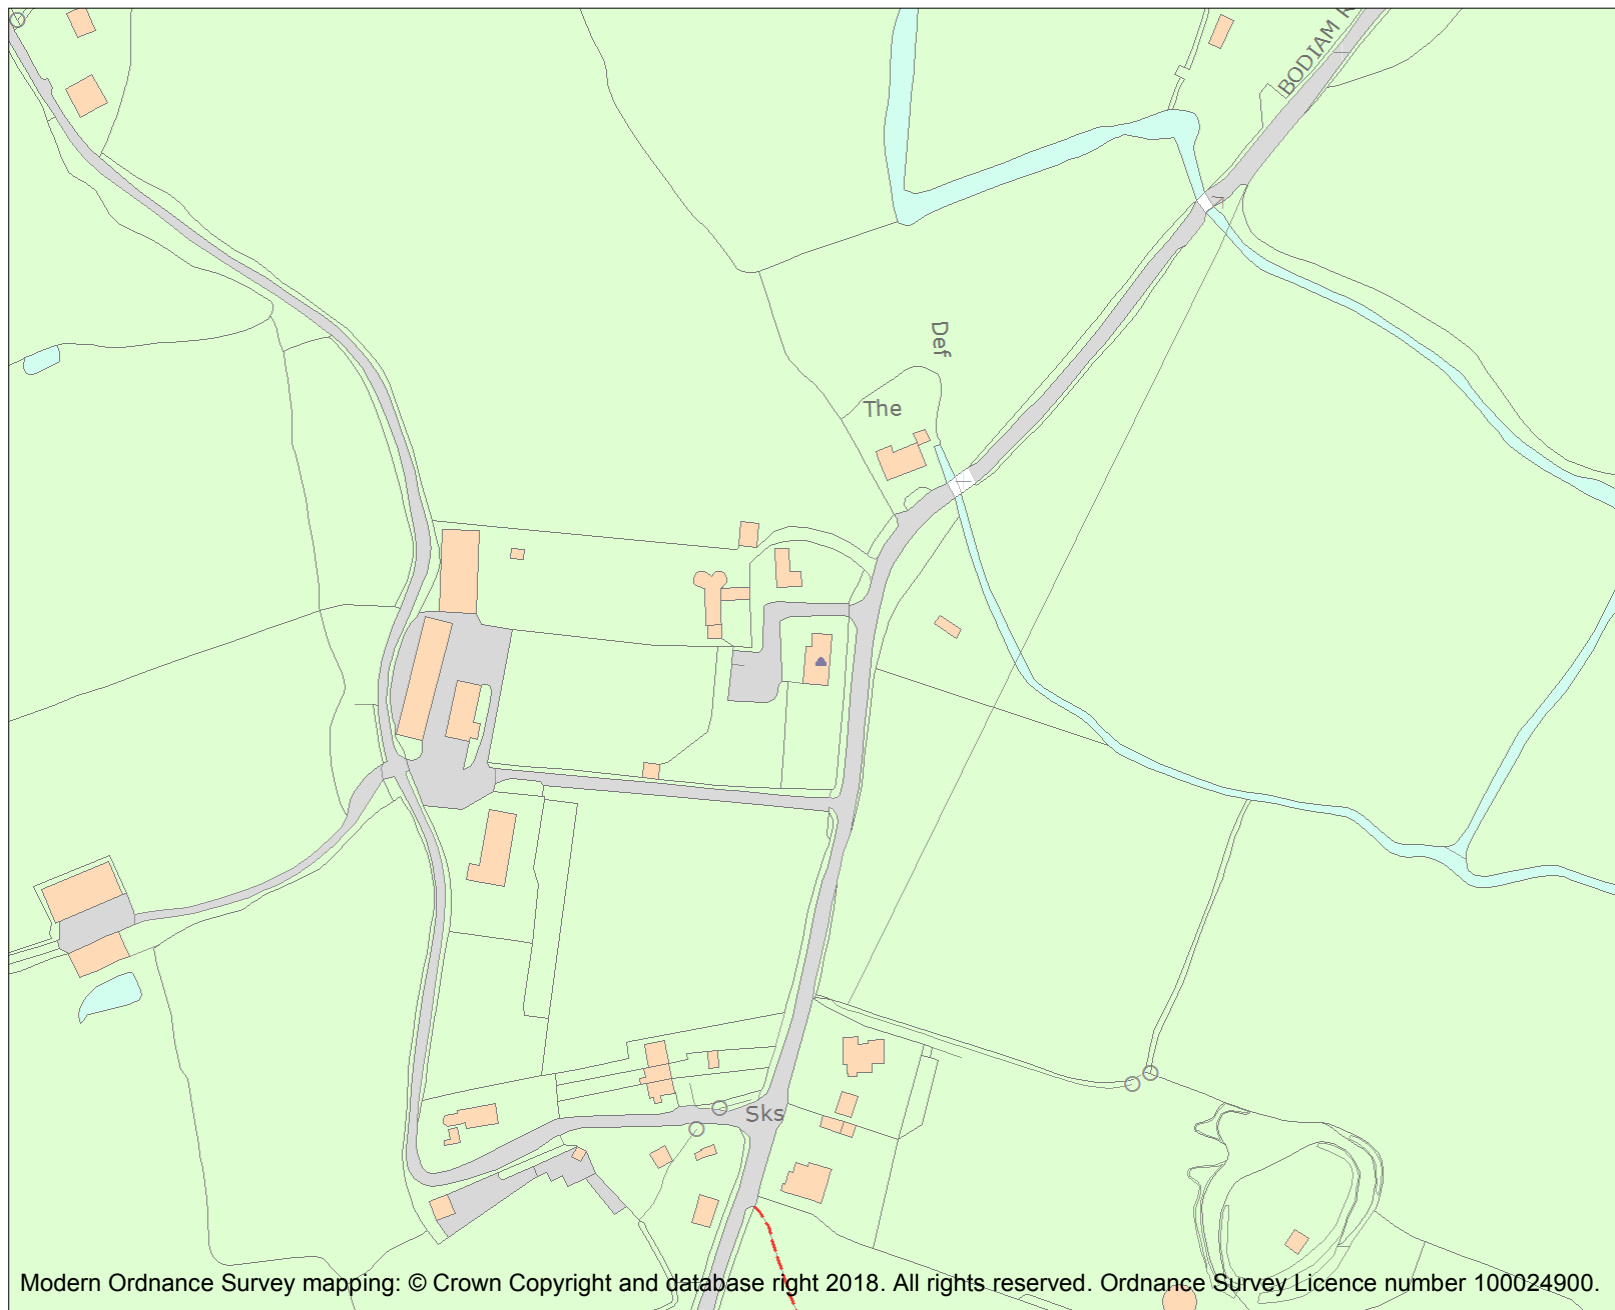 BODIAM R
Def
The
Sks
Modern Ordnance Survey mapping: © Crown Copyright and database right 2018. All rights reserved. Ordnance Survey Licence number 100024900.